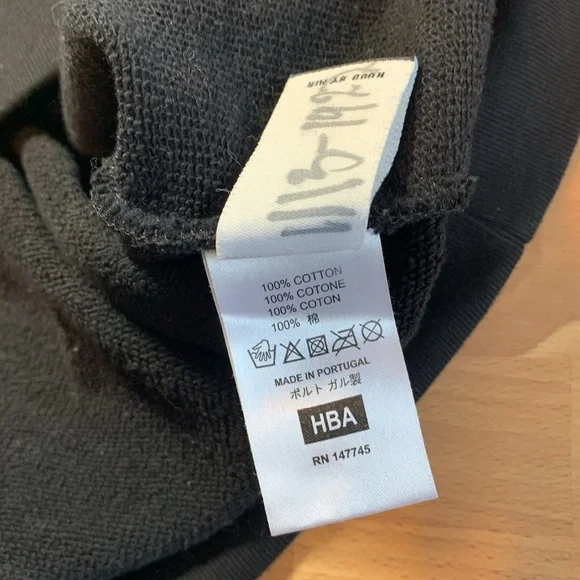 HOOD BY AIR
100% COTTON
100% COTONE
100% COTON
100% 棉
MADE IN PORTUGAL
ポルト ガル製
HBA
RN 147745